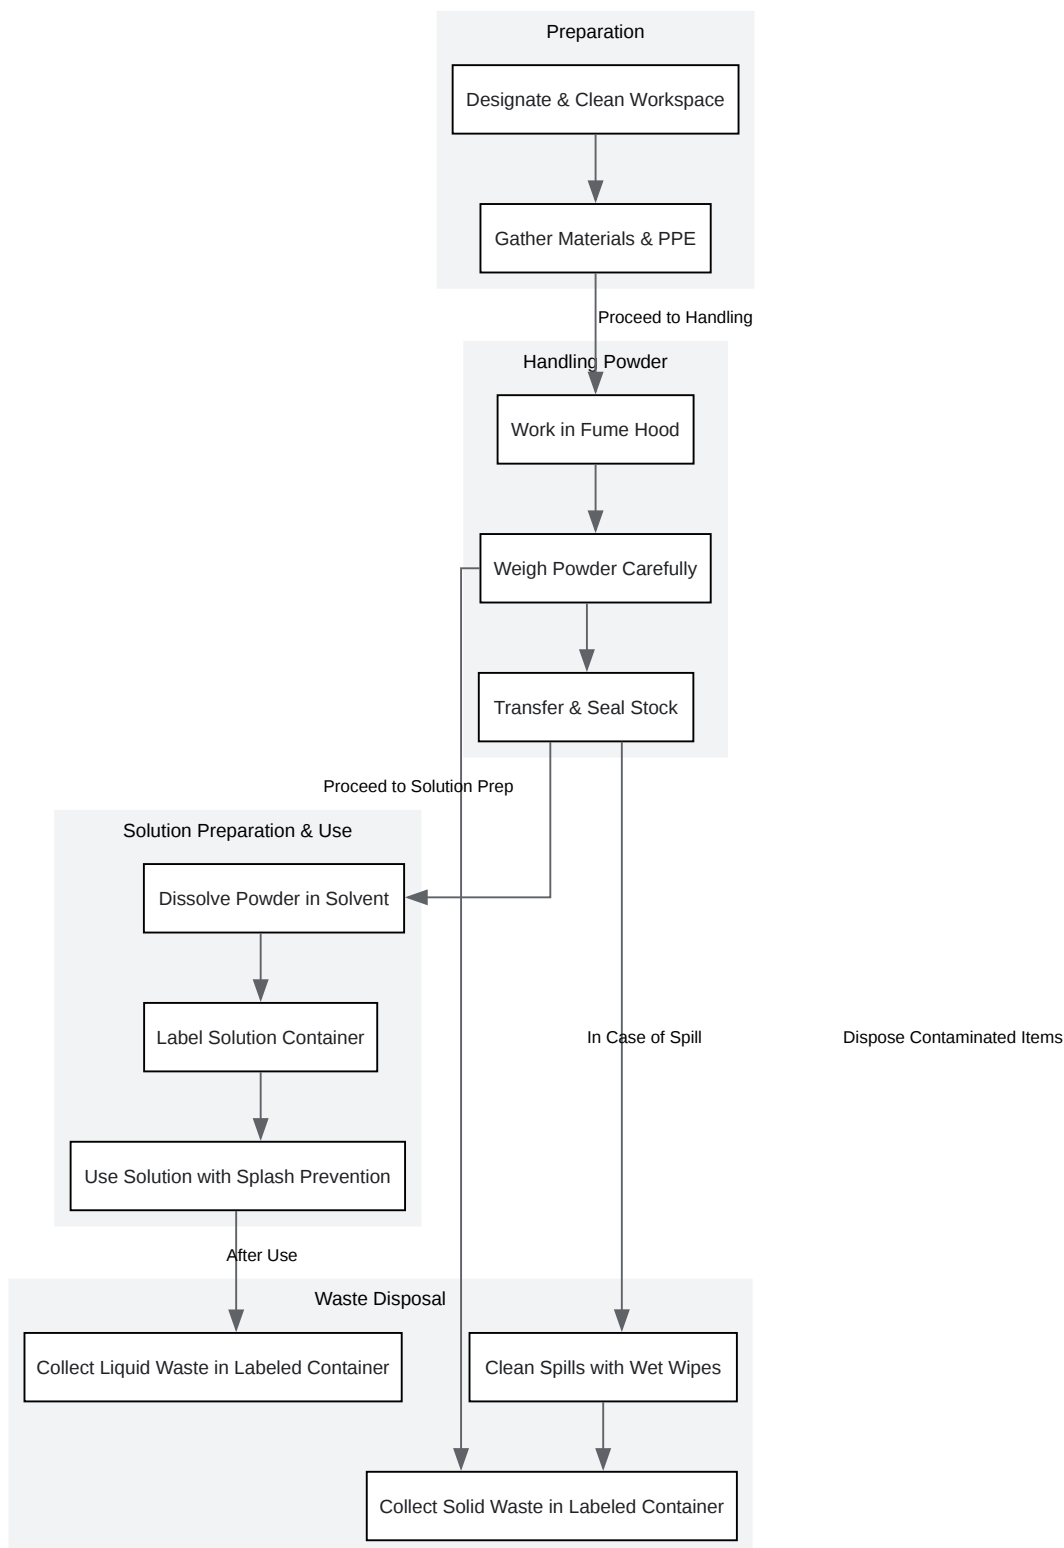 Preparation
Designate & Clean Workspace
Gather Materials & PPE
Proceed to Handling
Handling Powder
Work in Fume Hood
Weigh Powder Carefully
Transfer & Seal Stock
Proceed to Solution Prep
Solution Preparation & Use
Dissolve Powder in Solvent
Label Solution Container
In Case of Spill
Dispose Contaminated Items
Use Solution with Splash Prevention
After Use
Waste Disposal
Collect Liquid Waste in Labeled Container
Clean Spills with Wet Wipes
Collect Solid Waste in Labeled Container